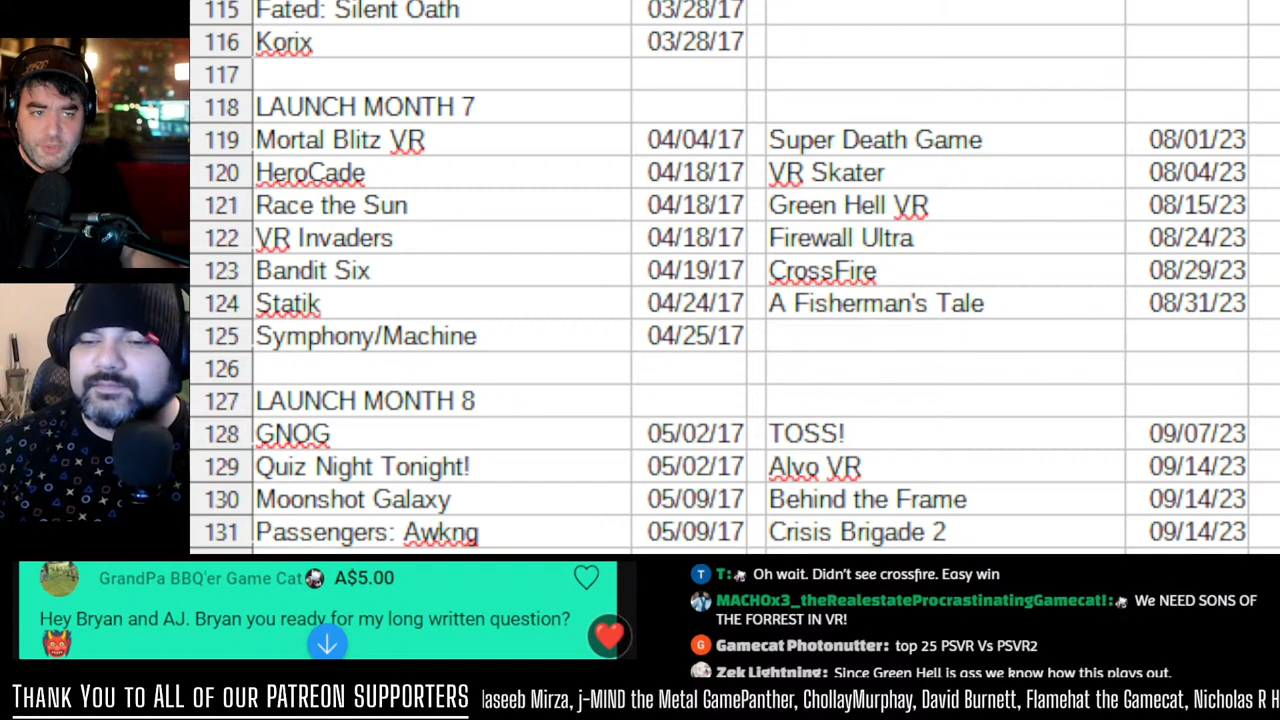 115 Fated: Silent Oath 03/28/17
116 Korix 03/28/17
117
118 LAUNCH MONTH 7
119 Mortal Blitz VR 04/04/17 Super Death Game 08/01/23
120 HeroCade 04/18/17 VR Skater 08/04/23
121 Race the Sun 04/18/17 Green Hell VR 08/15/23
122 VR Invaders 04/18/17 Firewall Ultra 08/24/23
123 Bandit Six 04/19/17 CrossFire 08/29/23
124 Statik 04/24/17 A Fisherman's Tale 08/31/23
125 Symphony/Machine 04/25/17
126
127 LAUNCH MONTH 8
128 GNOG 05/02/17 TOSS! 09/07/23
129 Quiz Night Tonight! 05/02/17 Alvo VR 09/14/23
130 Moonshot Galaxy 05/09/17 Behind the Frame 09/14/23
131 Passengers: Awkng 05/09/17 Crisis Brigade 2 09/14/23
GrandPa BBQ'er Game Cat A$5.00
Hey Bryan and AJ. Bryan you ready for my long written question?
T: Oh wait. Didn't see crossfire. Easy win
MACHOx3_theRealestateProcrastinatingGamecat!: We NEED SONS OF
THE FORREST IN VR!
G Gamecat Photonutter: top 25 PSVR Vs PSVR2
Zek Lightning: Since Green Hell is ass we know how this plays out.
THANK YOU TO ALL OF OUR PATREON SUPPORTERS
laseeb Mirza, j-MIND the Metal GamePanther, ChollayMurphay, David Burnett, Flamehat the Gamecat, Nicholas R H